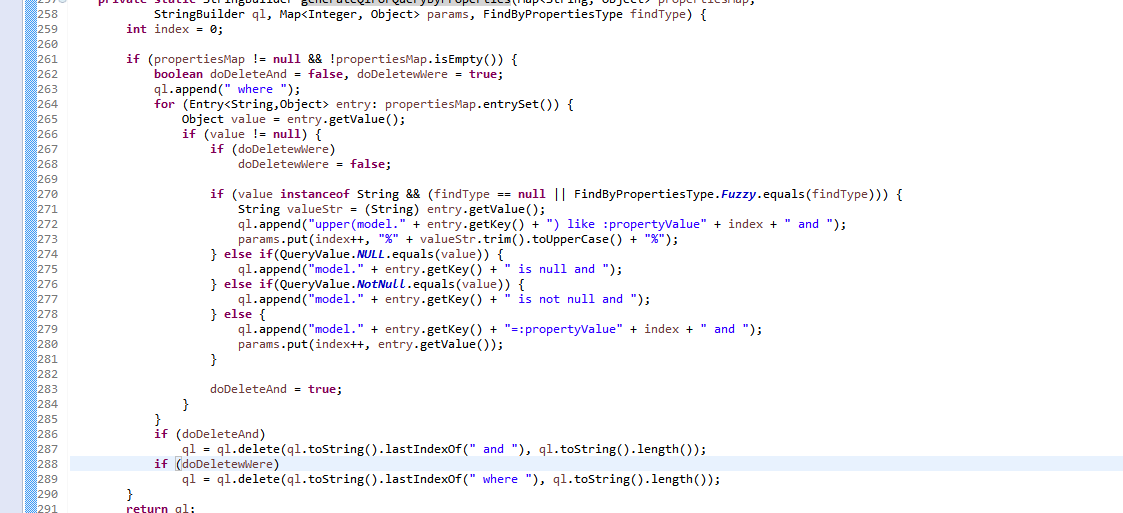 private static StringBuilder generateQlForQueryByProperties(Map<String, Object> propertiesMap,
258 StringBuilder ql, Map<Integer, Object> params, FindByPropertiesType findType) {
259 int index = 0;
260
261 if (propertiesMap != null && !propertiesMap.isEmpty()) {
262 boolean doDeleteAnd = false, doDeletewWere = true;
263 ql.append(" where ");
264 for (Entry<String,Object> entry: propertiesMap.entrySet()) {
265 Object value = entry.getValue();
266 if (value != null) {
267 if (doDeletewWere)
268 doDeletewWere = false;
269
270 if (value instanceof String && (findType == null || FindByPropertiesType.Fuzzy.equals(findType))) {
271 String valueStr = (String) entry.getValue();
272 ql.append("upper(model." + entry.getKey() + ") like :propertyValue" + index + " and ");
273 params.put(index++, "%" + valueStr.trim().toUpperCase() + "%");
274 } else if(QueryValue.NULL.equals(value)) {
275 ql.append("model." + entry.getKey() + " is null and ");
276 } else if(QueryValue.NotNull.equals(value)) {
277 ql.append("model." + entry.getKey() + " is not null and ");
278 } else {
279 ql.append("model." + entry.getKey() + "=:propertyValue" + index + " and ");
280 params.put(index++, entry.getValue());
281 }
282
283 doDeleteAnd = true;
284 }
285 }
286 if (doDeleteAnd)
287 ql = ql.delete(ql.toString().lastIndexOf(" and "), ql.toString().length());
288 if (doDeletewWere)
289 ql = ql.delete(ql.toString().lastIndexOf(" where "), ql.toString().length());
290 }
291 return ql;